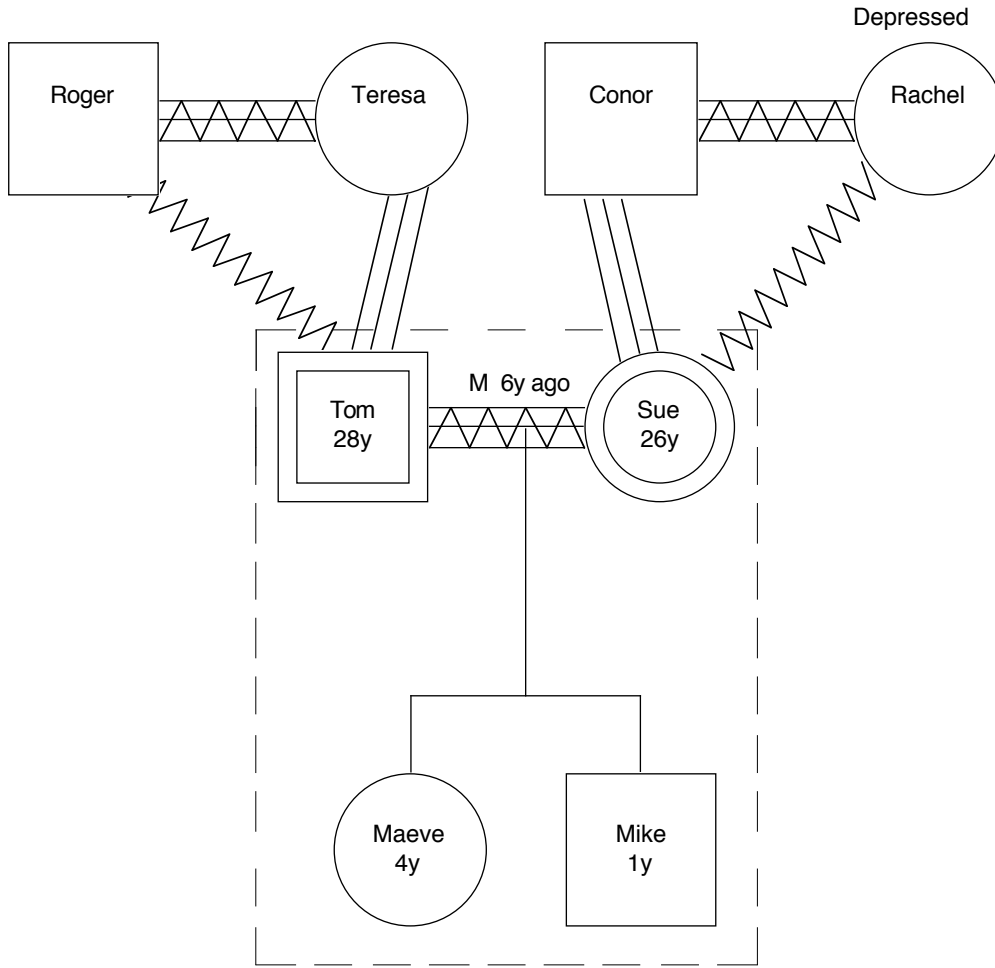 Depressed
Roger
Teresa
Conor
Rachel
M 6y ago
Tom
28y
Sue
26y
Maeve
4y
Mike
1y